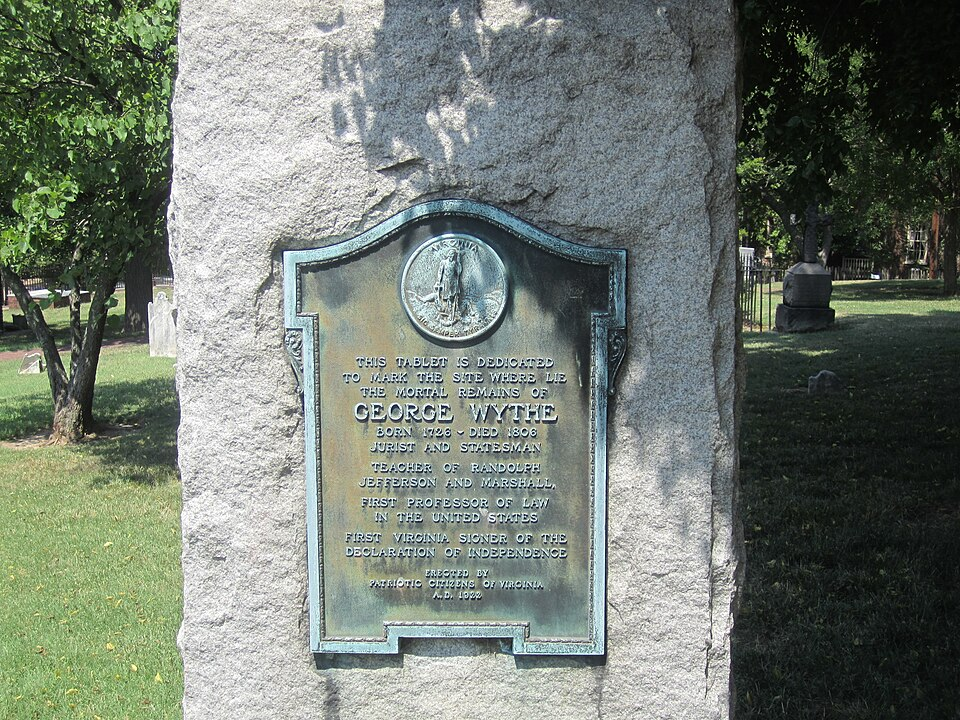 VIRGINIA
THIS TABLET IS DEDICATED
TO MARK THE SITE WHERE LIE
THE MORTAL REMAINS OF
GEORGE WYTHE
BORN 1726 ~ DIED 1806
JURIST AND STATESMAN
TEACHER OF RANDOLPH
JEFFERSON AND MARSHALL,
FIRST PROFESSOR OF LAW
IN THE UNITED STATES
FIRST VIRGINIA SIGNER OF THE
DECLARATION OF INDEPENDENCE
ERECTED BY
PATRIOTIC CITIZENS OF VIRGINIA
A.D. 1922